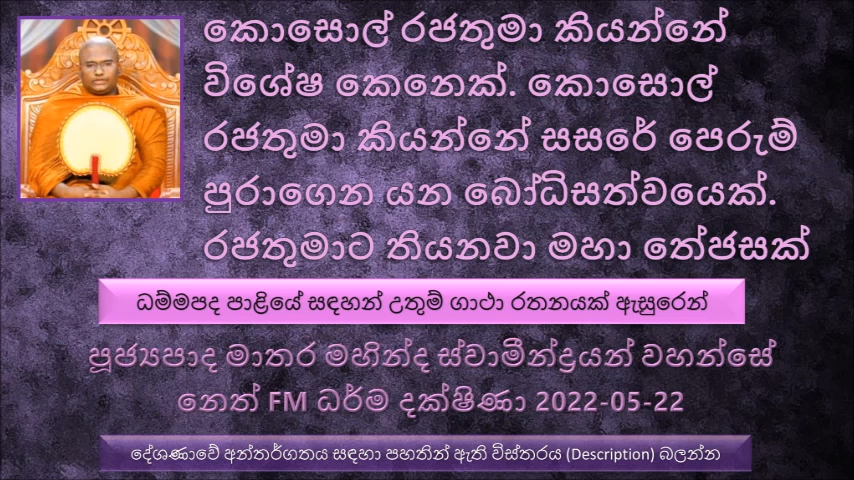 කොසොල් රජතුමා කියන්නේ
විශේෂ කෙනෙක්. කොසොල්
රජතුමා කියන්නේ සසරේ පෙරුම්
පුරාගෙන යන බෝධිසත්වයෙක්.
රජතුමාට තියනවා මහා තේජසක්
ධම්මපද පාළියේ සඳහන් උතුම් ගාථා රතනයක් ඇසුරෙන්
පූජ්‍යපාද මාතර මහින්ද ස්වාමීන්ද්‍රයන් වහන්සේ
නෙත් FM ධර්ම දක්ෂිණා 2022-05-22
දේශණාවේ අන්තර්ගතය සඳහා පහතින් ඇති විස්තරය (Description) බලන්න